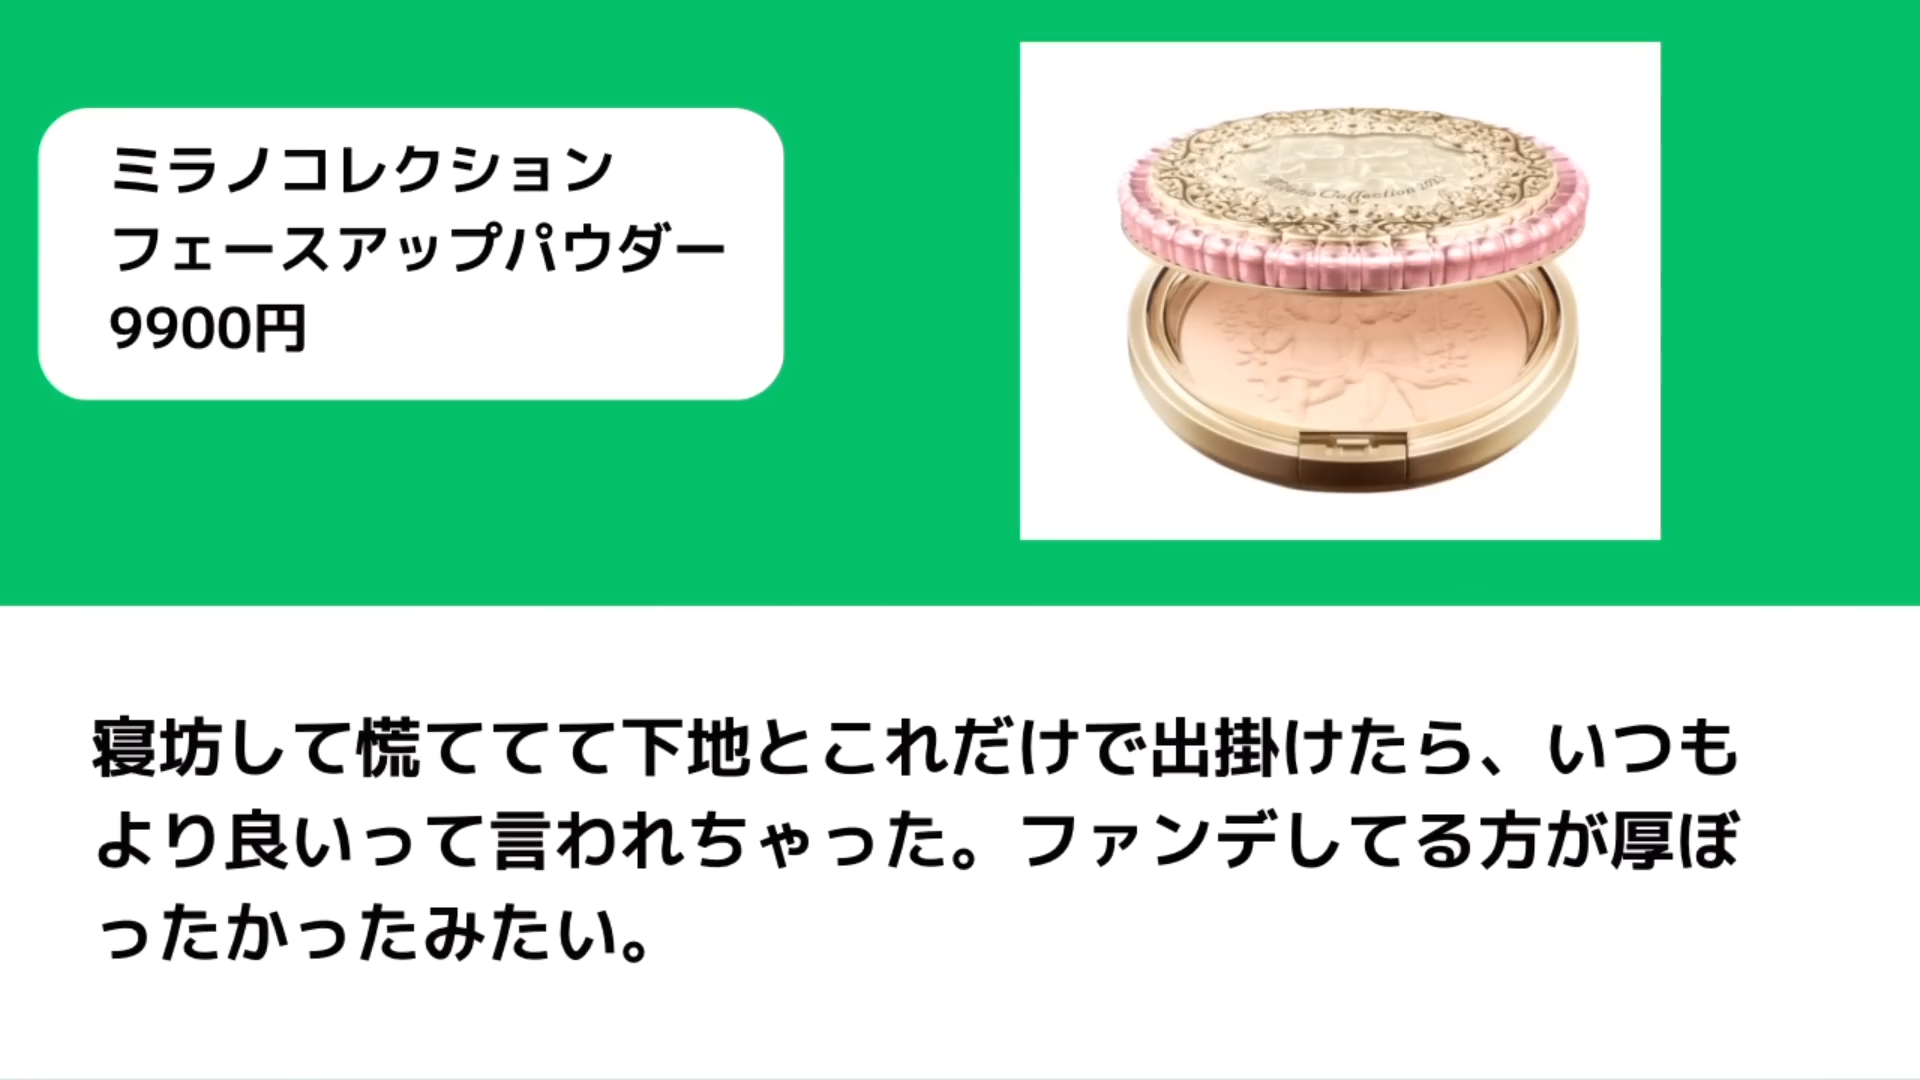 ミラノコレクション
フェースアップパウダー
9900円
Milano Collection
寝坊して慌ててて下地とこれだけで出掛けたら、いつも
より良いって言われちゃった。ファンデしてる方が厚ぼ
ったかったみたい。